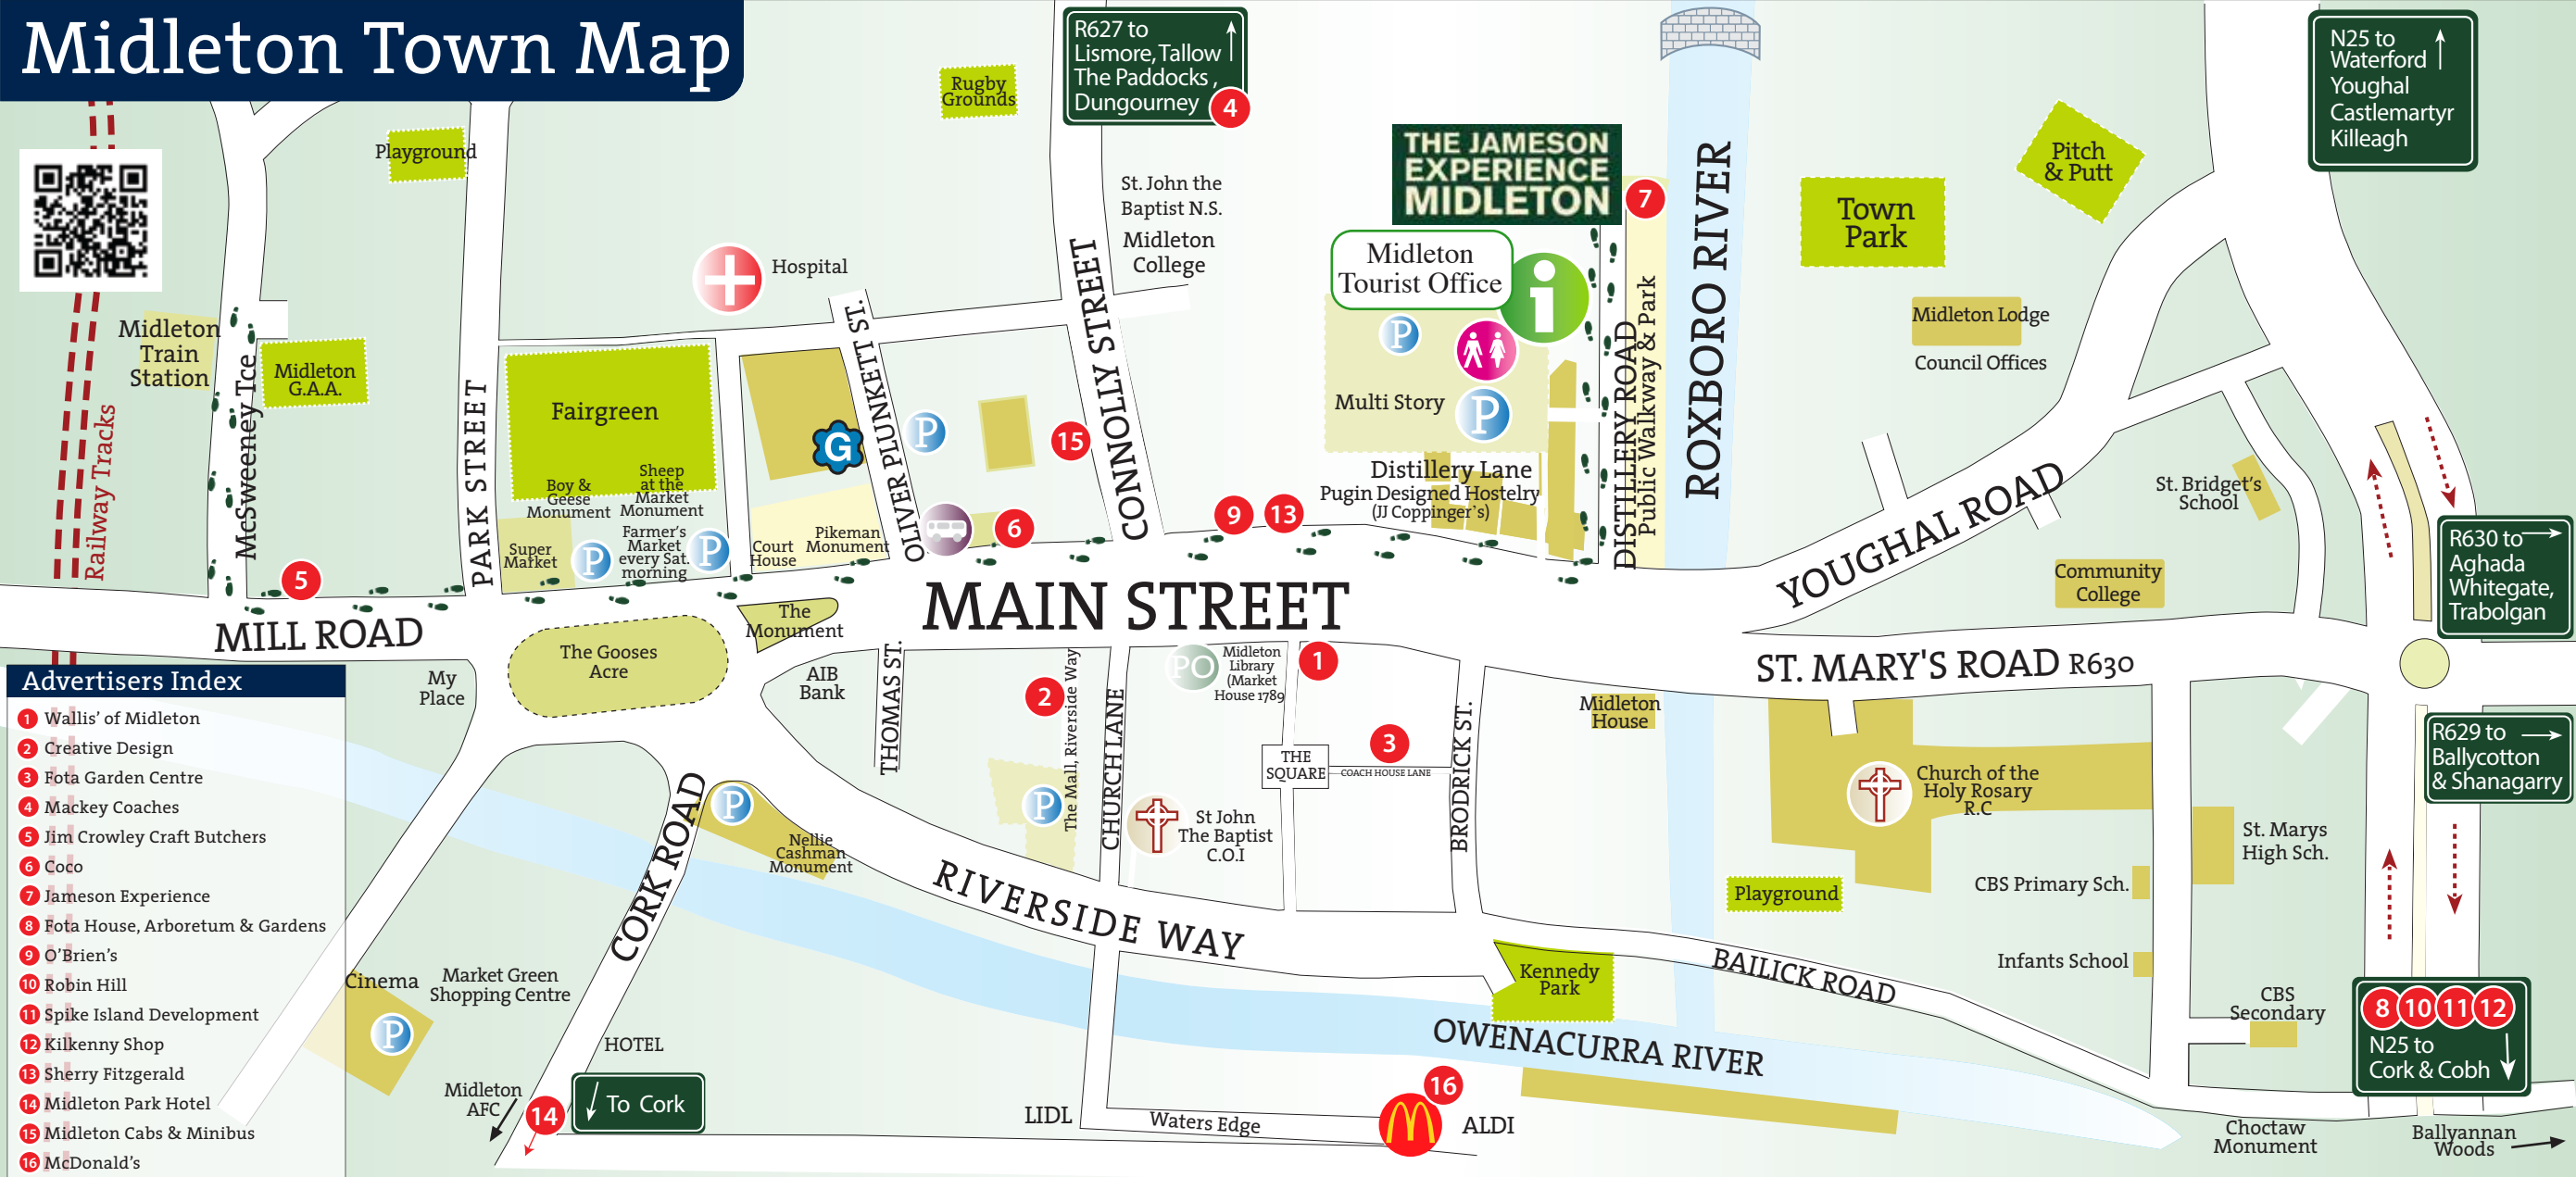 Midleton Town Map
R627 to
Lismore, Tallow
The Paddocks ,
Dungourney
4
N25 to
Waterford
Youghal
Castlemartyr
Killeagh
Rugby
Grounds
Playground
THE JAMESON
EXPERIENCE
MIDLETON
7
Pitch
& Putt
Town
Park
St. John the
Baptist N.S.
Midleton
College
Hospital
Midleton
Tourist Office
i
P
Multi Story
P
DISTILLERY ROAD
Public Walkway & Park
ROXBORO RIVER
Midleton Lodge
Council Offices
Midleton
Train
Station
McSweeney Tce
Midleton
G.A.A.
Railway Tracks
PARK STREET
Fairgreen
Boy &
Geese
Monument
Sheep
at the
Market
Monument
Super
Market
P
Farmer's
Market
every Sat.
morning
P
G
Court
House
Pikeman
Monument
OLIVER PLUNKETT ST.
P
6
15
CONNOLLY STREET
9
13
Distillery Lane
Pugin Designed Hostelry
(JJ Coppinger's)
YOUGHAL ROAD
St. Bridget's
School
Community
College
R630 to
Aghada
Whitegate,
Trabolgan
5
MILL ROAD
MAIN STREET
The Gooses
Acre
The
Monument
My
Place
AIB
Bank
THOMAS ST.
2
The Mall, Riverside Way
P
CHURCH LANE
PO
Midleton
Library
(Market
House 1789
1
THE
SQUARE
3
COACH HOUSE LANE
BRODRICK ST.
St John
The Baptist
C.O.I
Midleton
House
ST. MARY'S ROAD R630
R629 to
Ballycotton
& Shanagarry
Church of the
Holy Rosary
R.C
St. Marys
High Sch.
CBS Primary Sch.
Infants School
Playground
CBS
Secondary
8 10 11 12
N25 to
Cork & Cobh
Advertisers Index
1 Wallis' of Midleton
2 Creative Design
3 Fota Garden Centre
4 Mackey Coaches
5 Jim Crowley Craft Butchers
6 Coco
7 Jameson Experience
8 Fota House, Arboretum & Gardens
9 O'Brien's
10 Robin Hill
11 Spike Island Development
12 Kilkenny Shop
13 Sherry Fitzgerald
14 Midleton Park Hotel
15 Midleton Cabs & Minibus
16 McDonald's
P
Nellie
Cashman
Monument
CORK ROAD
RIVERSIDE WAY
BAILICK ROAD
Kennedy
Park
OWENACURRA RIVER
Cinema
P
Market Green
Shopping Centre
HOTEL
Midleton
AFC
14
To Cork
LIDL
Waters Edge
16
ALDI
Choctaw
Monument
Ballyannan
Woods